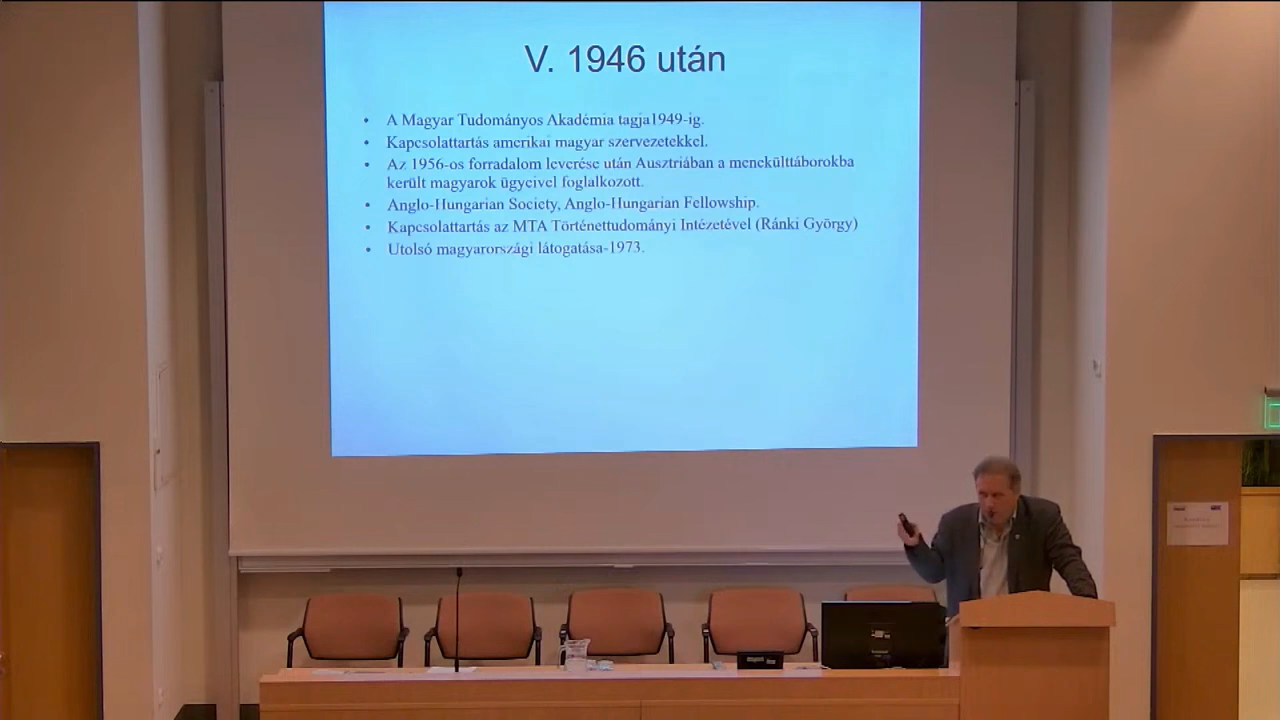 V. 1946 után
• A Magyar Tudományos Akadémia tagja1949-ig.
• Kapcsolattartás amerikai magyar szervezetekkel.
• Az 1956-os forradalom leverése után Ausztriában a menekülttáborokba
került magyarok ügyeivel foglalkozott.
• Anglo-Hungarian Society, Anglo-Hungarian Fellowship.
• Kapcsolattartás az MTA Történettudományi Intézetével (Ránki György)
• Utolsó magyarországi látogatása-1973.